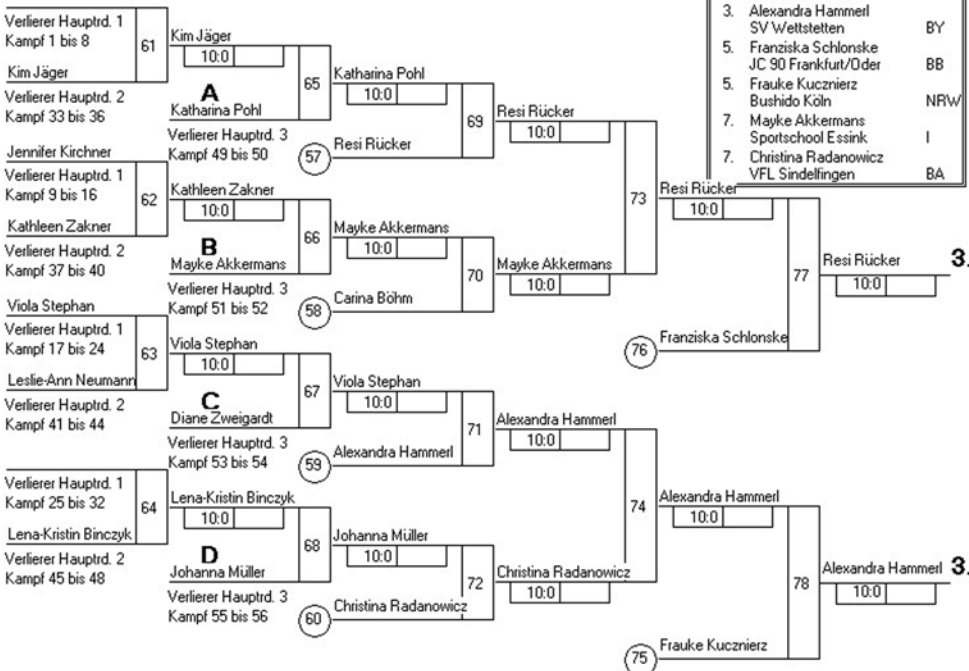 Verlierer Hauptrd. 1
Kampf 1 bis 8
61
Kim Jäger
10:0
Kim Jäger
Verlierer Hauptrd. 2
Kampf 33 bis 36
A
Katharina Pohl
65
Katharina Pohl
10:0
Verlierer Hauptrd. 3
Kampf 49 bis 50
57
Resi Rücker
69
Resi Rücker
10:0
Jennifer Kirchner
Verlierer Hauptrd. 1
Kampf 9 bis 16
62
Kathleen Zakner
10:0
Kathleen Zakner
Verlierer Hauptrd. 2
Kampf 37 bis 40
B
Mayke Akkermans
66
Mayke Akkermans
10:0
Verlierer Hauptrd. 3
Kampf 51 bis 52
58
Carina Böhm
70
Mayke Akkermans
10:0
73
Resi Rücker
10:0
Viola Stephan
Verlierer Hauptrd. 1
Kampf 17 bis 24
63
Viola Stephan
10:0
Leslie-Ann Neumann
Verlierer Hauptrd. 2
Kampf 41 bis 44
C
Diane Zweigardt
67
Viola Stephan
10:0
Verlierer Hauptrd. 3
Kampf 53 bis 54
59
Alexandra Hammerl
71
Alexandra Hammerl
10:0
Verlierer Hauptrd. 1
Kampf 25 bis 32
64
Lena-Kristin Binczyk
10:0
Lena-Kristin Binczyk
Verlierer Hauptrd. 2
Kampf 45 bis 48
D
Johanna Müller
68
Johanna Müller
10:0
Verlierer Hauptrd. 3
Kampf 55 bis 56
60
Christina Radanowicz
72
Christina Radanowicz
10:0
74
Alexandra Hammerl
10:0
76
Franziska Schlonske
77
Resi Rücker 3.
10:0
75
Frauke Kucznierz
78
Alexandra Hammerl 3.
10:0
3. Alexandra Hammerl
SV Wettstetten BY
5. Franziska Schlonske
JC 90 Frankfurt/Oder BB
5. Frauke Kucznierz
Bushido Köln NRW
7. Mayke Akkermans
Sportschool Essink I
7. Christina Radanowicz
VFL Sindelfingen BA